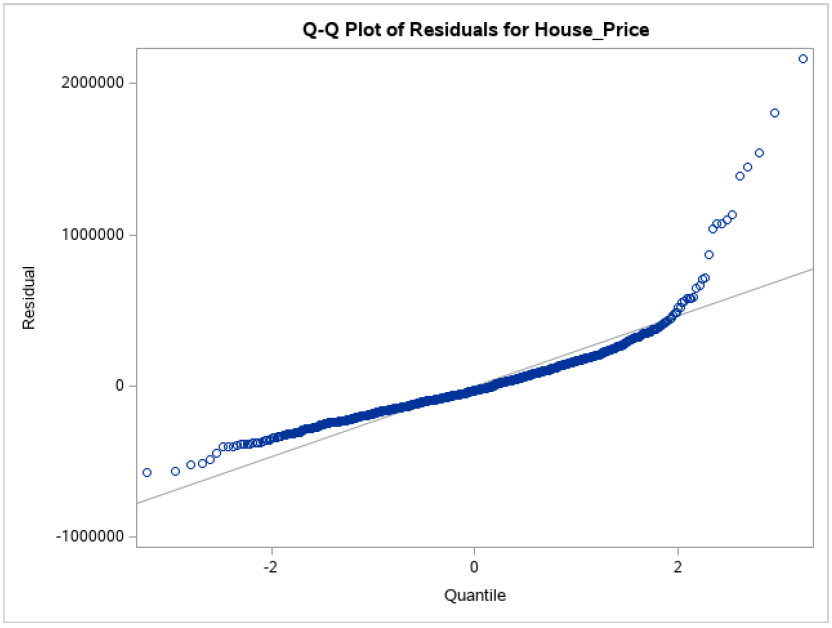 Q-Q Plot of Residuals for House_Price
2000000
1000000
0
-1000000
Residual
-2
0
2
Quantile